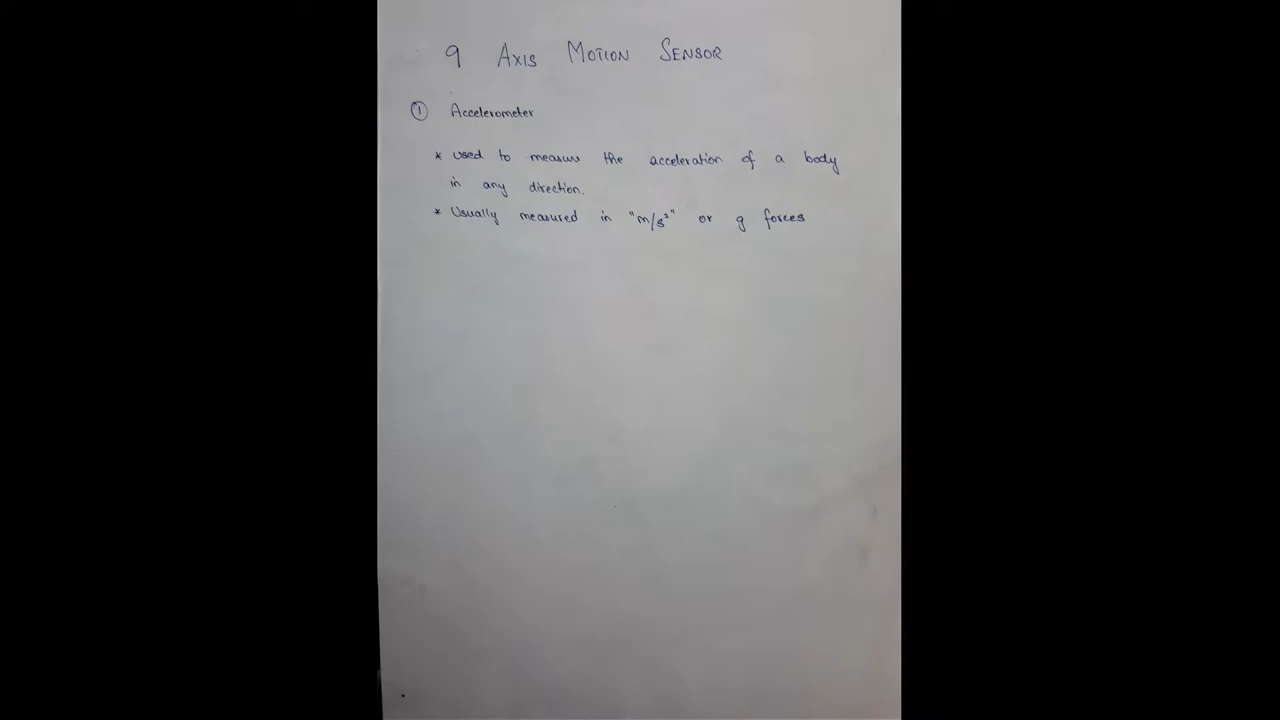 9 AXIS MOTION SENSOR
① Accelerometer
* used to measure the acceleration of a body
in any direction.
* Usually measured in "m/s²" or g forces